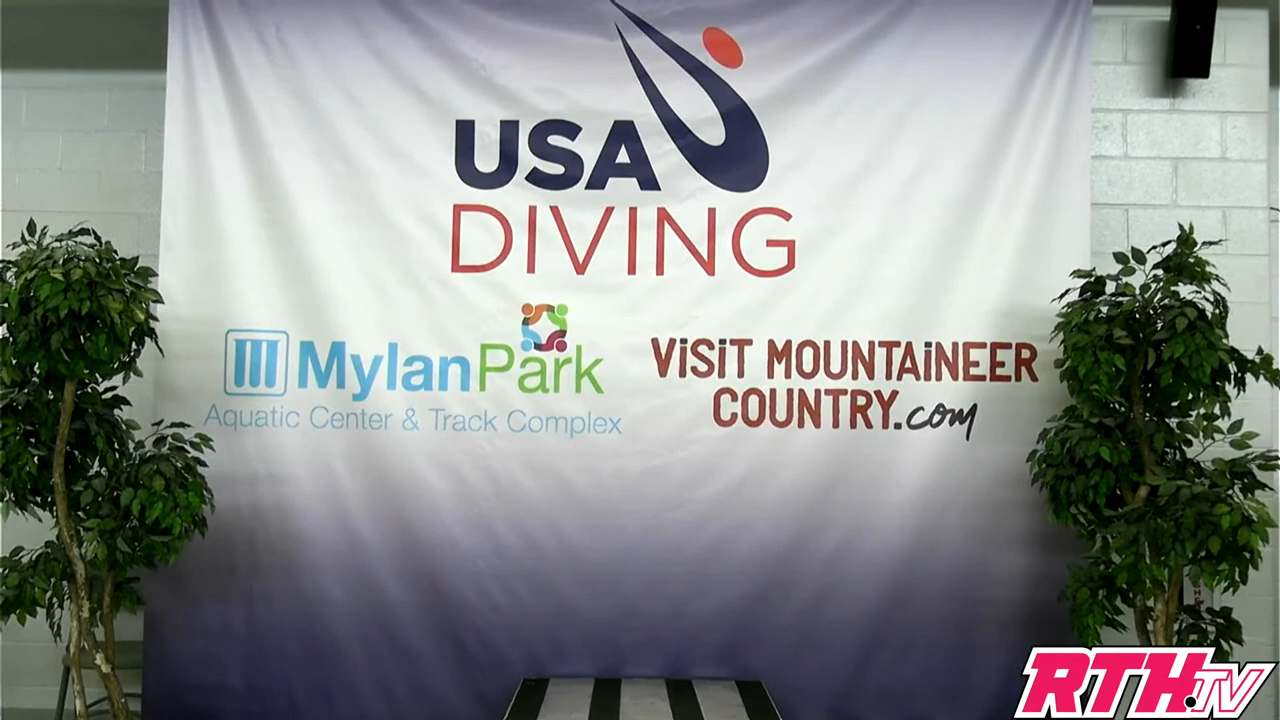 USA
DIVING
MylanPark
Aquatic Center & Track Complex
ViSiT MOUNTAiNEER
COUNTRY.com
RTH.TV